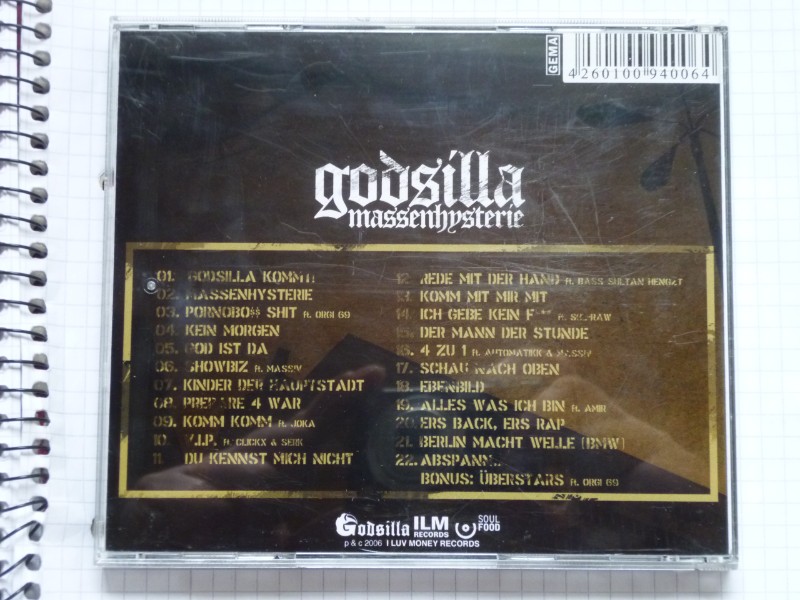 GEMA
4 260100 940064
godsilla
massenhysterie
01. GODSILLA KOMMT!
02. MASSENHYSTERIE
03. PORNOBO$$ SHIT ft. ORGI 69
04. KEIN MORGEN
05. GOD IST DA
06. SHOWBIZ ft. MASSIV
07. KINDER DER HAUPTSTADT
08. PREPARE 4 WAR
09. KOMM KOMM ft. JOKA
10. V.I.P. ft. CLICKX & SERK
11. DU KENNST MICH NICHT
12. REDE MIT DER HAND ft. BASS SULTAN HENGZT
13. KOMM MIT MIR MIT
14. ICH GEBE KEIN F*** ft. SHE-RAW
15. DER MANN DER STUNDE
16. 4 ZU 1 ft. AUTOMATIKK & MASSIV
17. SCHAU NACH OBEN
18. EBENBILD
19. ALLES WAS ICH BIN ft. AMIR
20. ERS BACK, ERS RAP
21. BERLIN MACHT WELLE [BMW]
22. ABSPANN...
BONUS: ÜBERSTARS ft. ORGI 69
Godsilla ILM RECORDS SOUL FOOD
p & c 2006 I LUV MONEY RECORDS